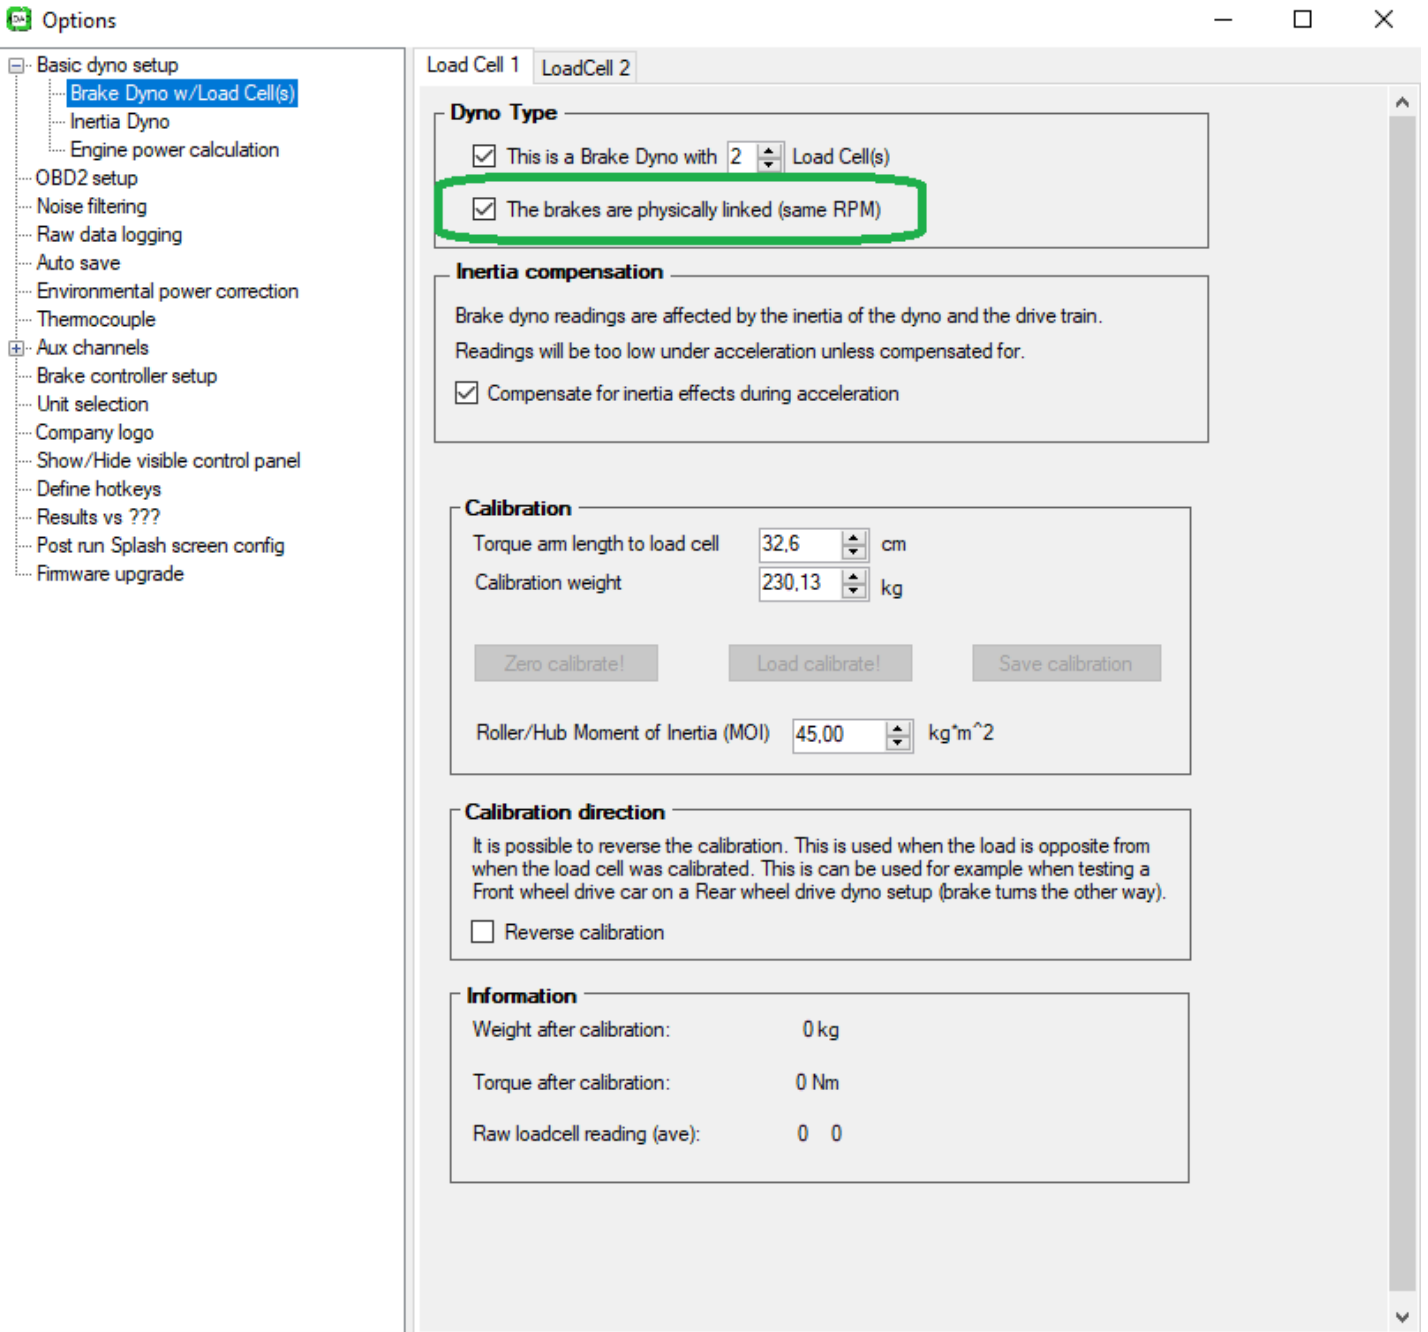 Options
Basic dyno setup
Brake Dyno w/Load Cell(s)
Inertia Dyno
Engine power calculation
OBD2 setup
Noise filtering
Raw data logging
Auto save
Environmental power correction
Thermocouple
Aux channels
Brake controller setup
Unit selection
Company logo
Show/Hide visible control panel
Define hotkeys
Results vs ???
Post run Splash screen config
Firmware upgrade
Load Cell 1 LoadCell 2
Dyno Type
This is a Brake Dyno with 2 Load Cell(s)
The brakes are physically linked (same RPM)
Inertia compensation
Brake dyno readings are affected by the inertia of the dyno and the drive train.
Readings will be too low under acceleration unless compensated for.
Compensate for inertia effects during acceleration
Calibration
Torque arm length to load cell 32,6 cm
Calibration weight 230,13 kg
Zero calibrate! Load calibrate! Save calibration
Roller/Hub Moment of Inertia (MOI) 45,00 kg*m^2
Calibration direction
It is possible to reverse the calibration. This is used when the load is opposite from
when the load cell was calibrated. This is can be used for example when testing a
Front wheel drive car on a Rear wheel drive dyno setup (brake turns the other way).
Reverse calibration
Information
Weight after calibration: 0 kg
Torque after calibration: 0 Nm
Raw loadcell reading (ave): 0 0